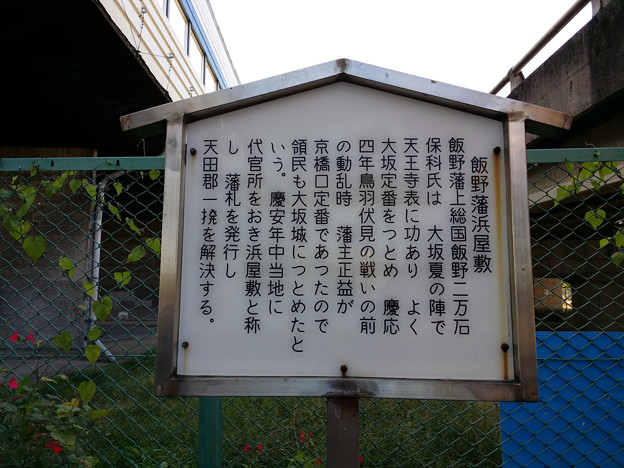 飯野藩浜屋敷
飯野藩上総国飯野二万石
保科氏は　大坂夏の陣で
天王寺表に功あり　よく
大坂定番をつとめ　慶応
四年鳥羽伏見の戦いの前
の動乱時　藩主正益が
京橋口定番であつたので
領民も大坂城につとめたと
いう。慶安年中当地に
代官所をおき浜屋敷と称
し　藩札を発行し
天田郡一揆を解決する。